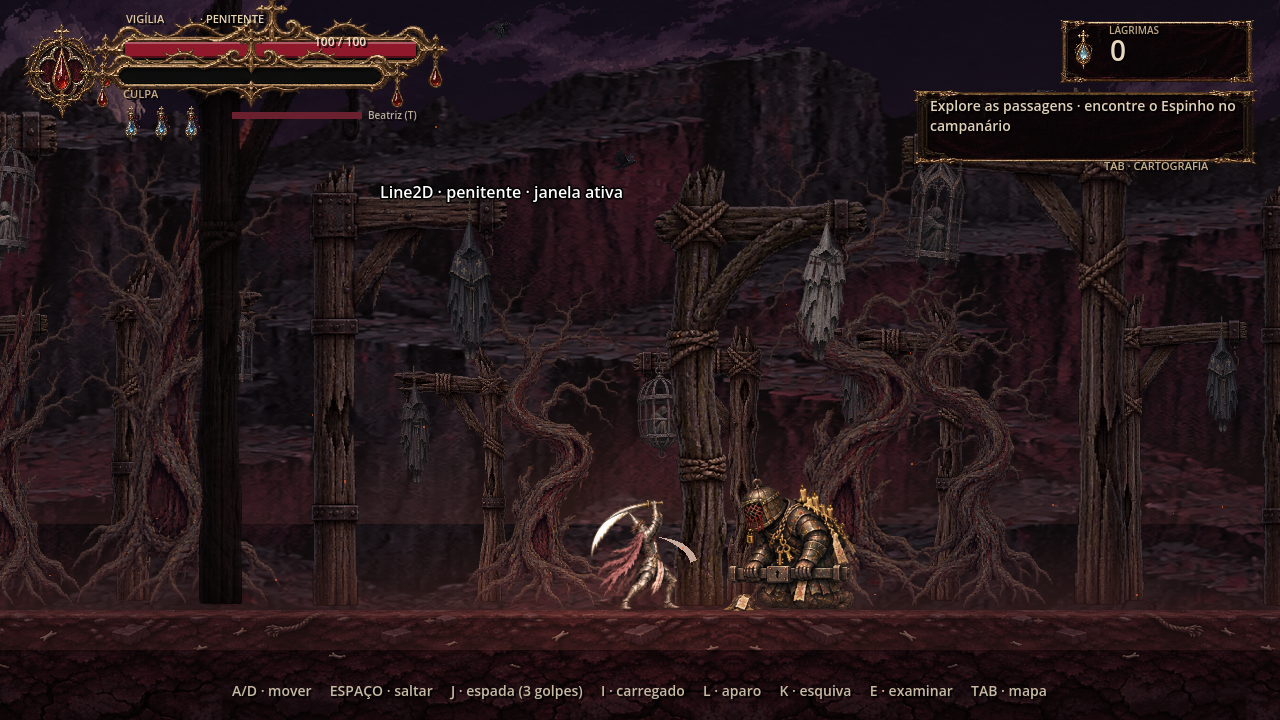 VIGÍLIA · PENITENTE
100 / 100
CULPA
Beatriz (T)
LÁGRIMAS
0
Explore as passagens · encontre o Espinho no
campanário
TAB · CARTOGRAFIA
Line2D · penitente · janela ativa
A/D · mover ESPAÇO · saltar J · espada (3 golpes) I · carregado L · aparo K · esquiva E · examinar TAB · mapa